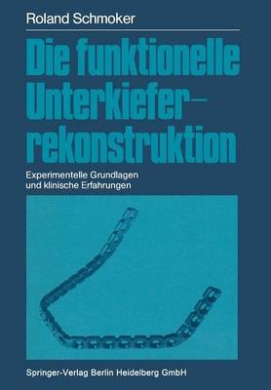 Roland Schmoker
Die funktionelle
Unterkiefer-
rekonstruktion
Experimentelle Grundlagen
und klinische Erfahrungen
Springer-Verlag Berlin Heidelberg GmbH